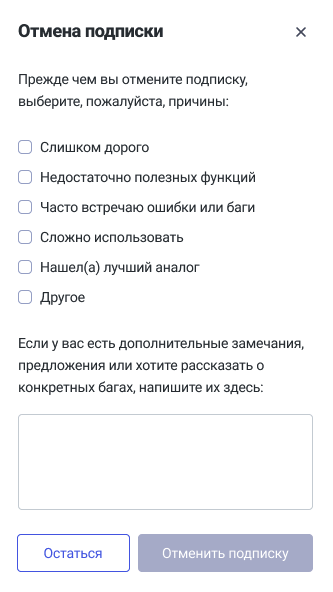 Отмена подписки
Прежде чем вы отмените подписку,
выберите, пожалуйста, причины:
Слишком дорого
Недостаточно полезных функций
Часто встречаю ошибки или баги
Сложно использовать
Нашел(а) лучший аналог
Другое
Если у вас есть дополнительные замечания,
предложения или хотите рассказать о
конкретных багах, напишите их здесь:
Остаться
Отменить подписку